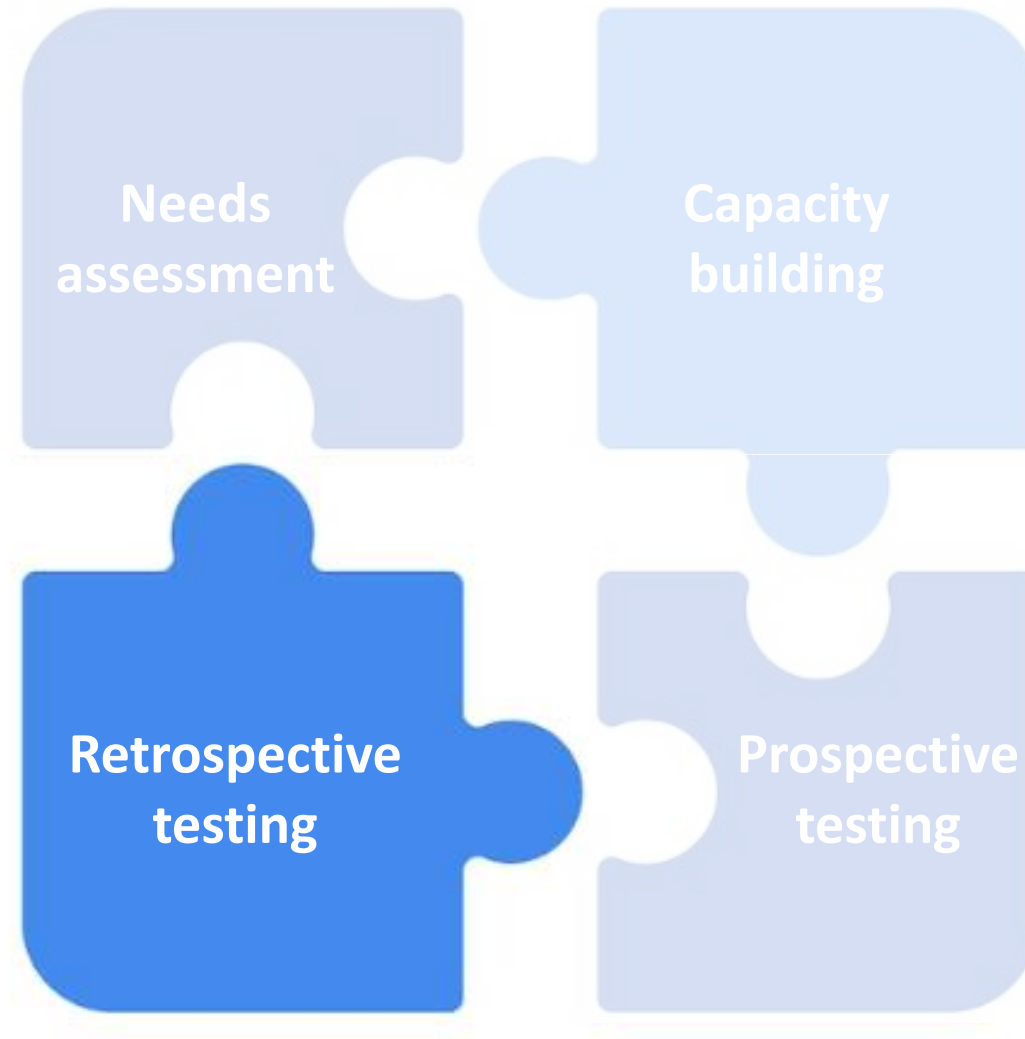 Needs
assessment
Capacity
building
Retrospective
testing
Prospective
testing